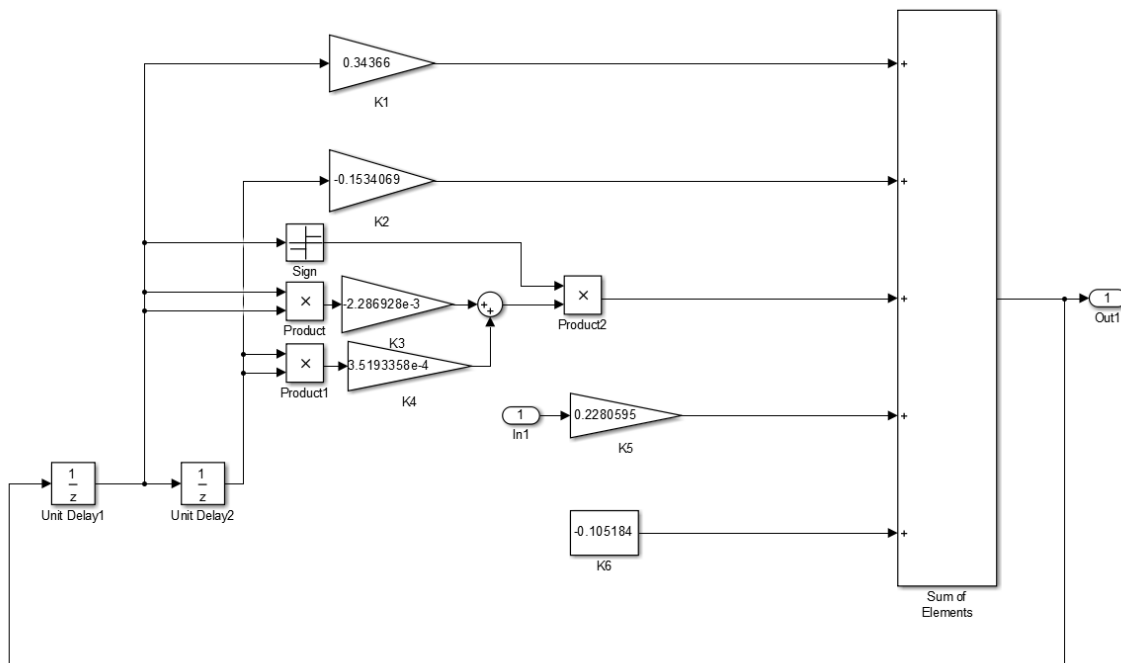 0.34366
K1
-0.1534069
K2
Sign
×
Product
-2.286928e-3
K3
+
+
×
Product2
×
Product1
3.5193358e-4
K4
1
In1
0.2280595
K5
-0.105184
K6
1
z
Unit Delay1
1
z
Unit Delay2
+
+
+
+
+
Sum of
Elements
1
Out1